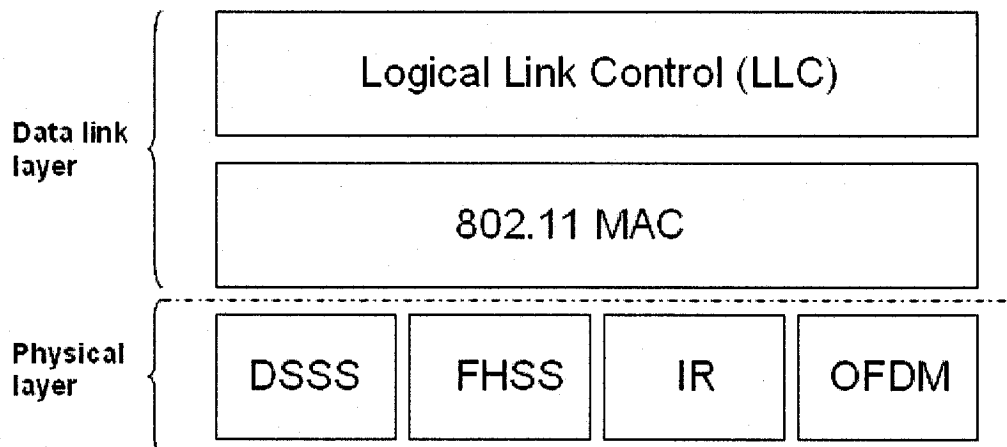 Logical Link Control (LLC)
Data link
layer
802.11 MAC
Physical
layer
DSSS
FHSS
IR
OFDM